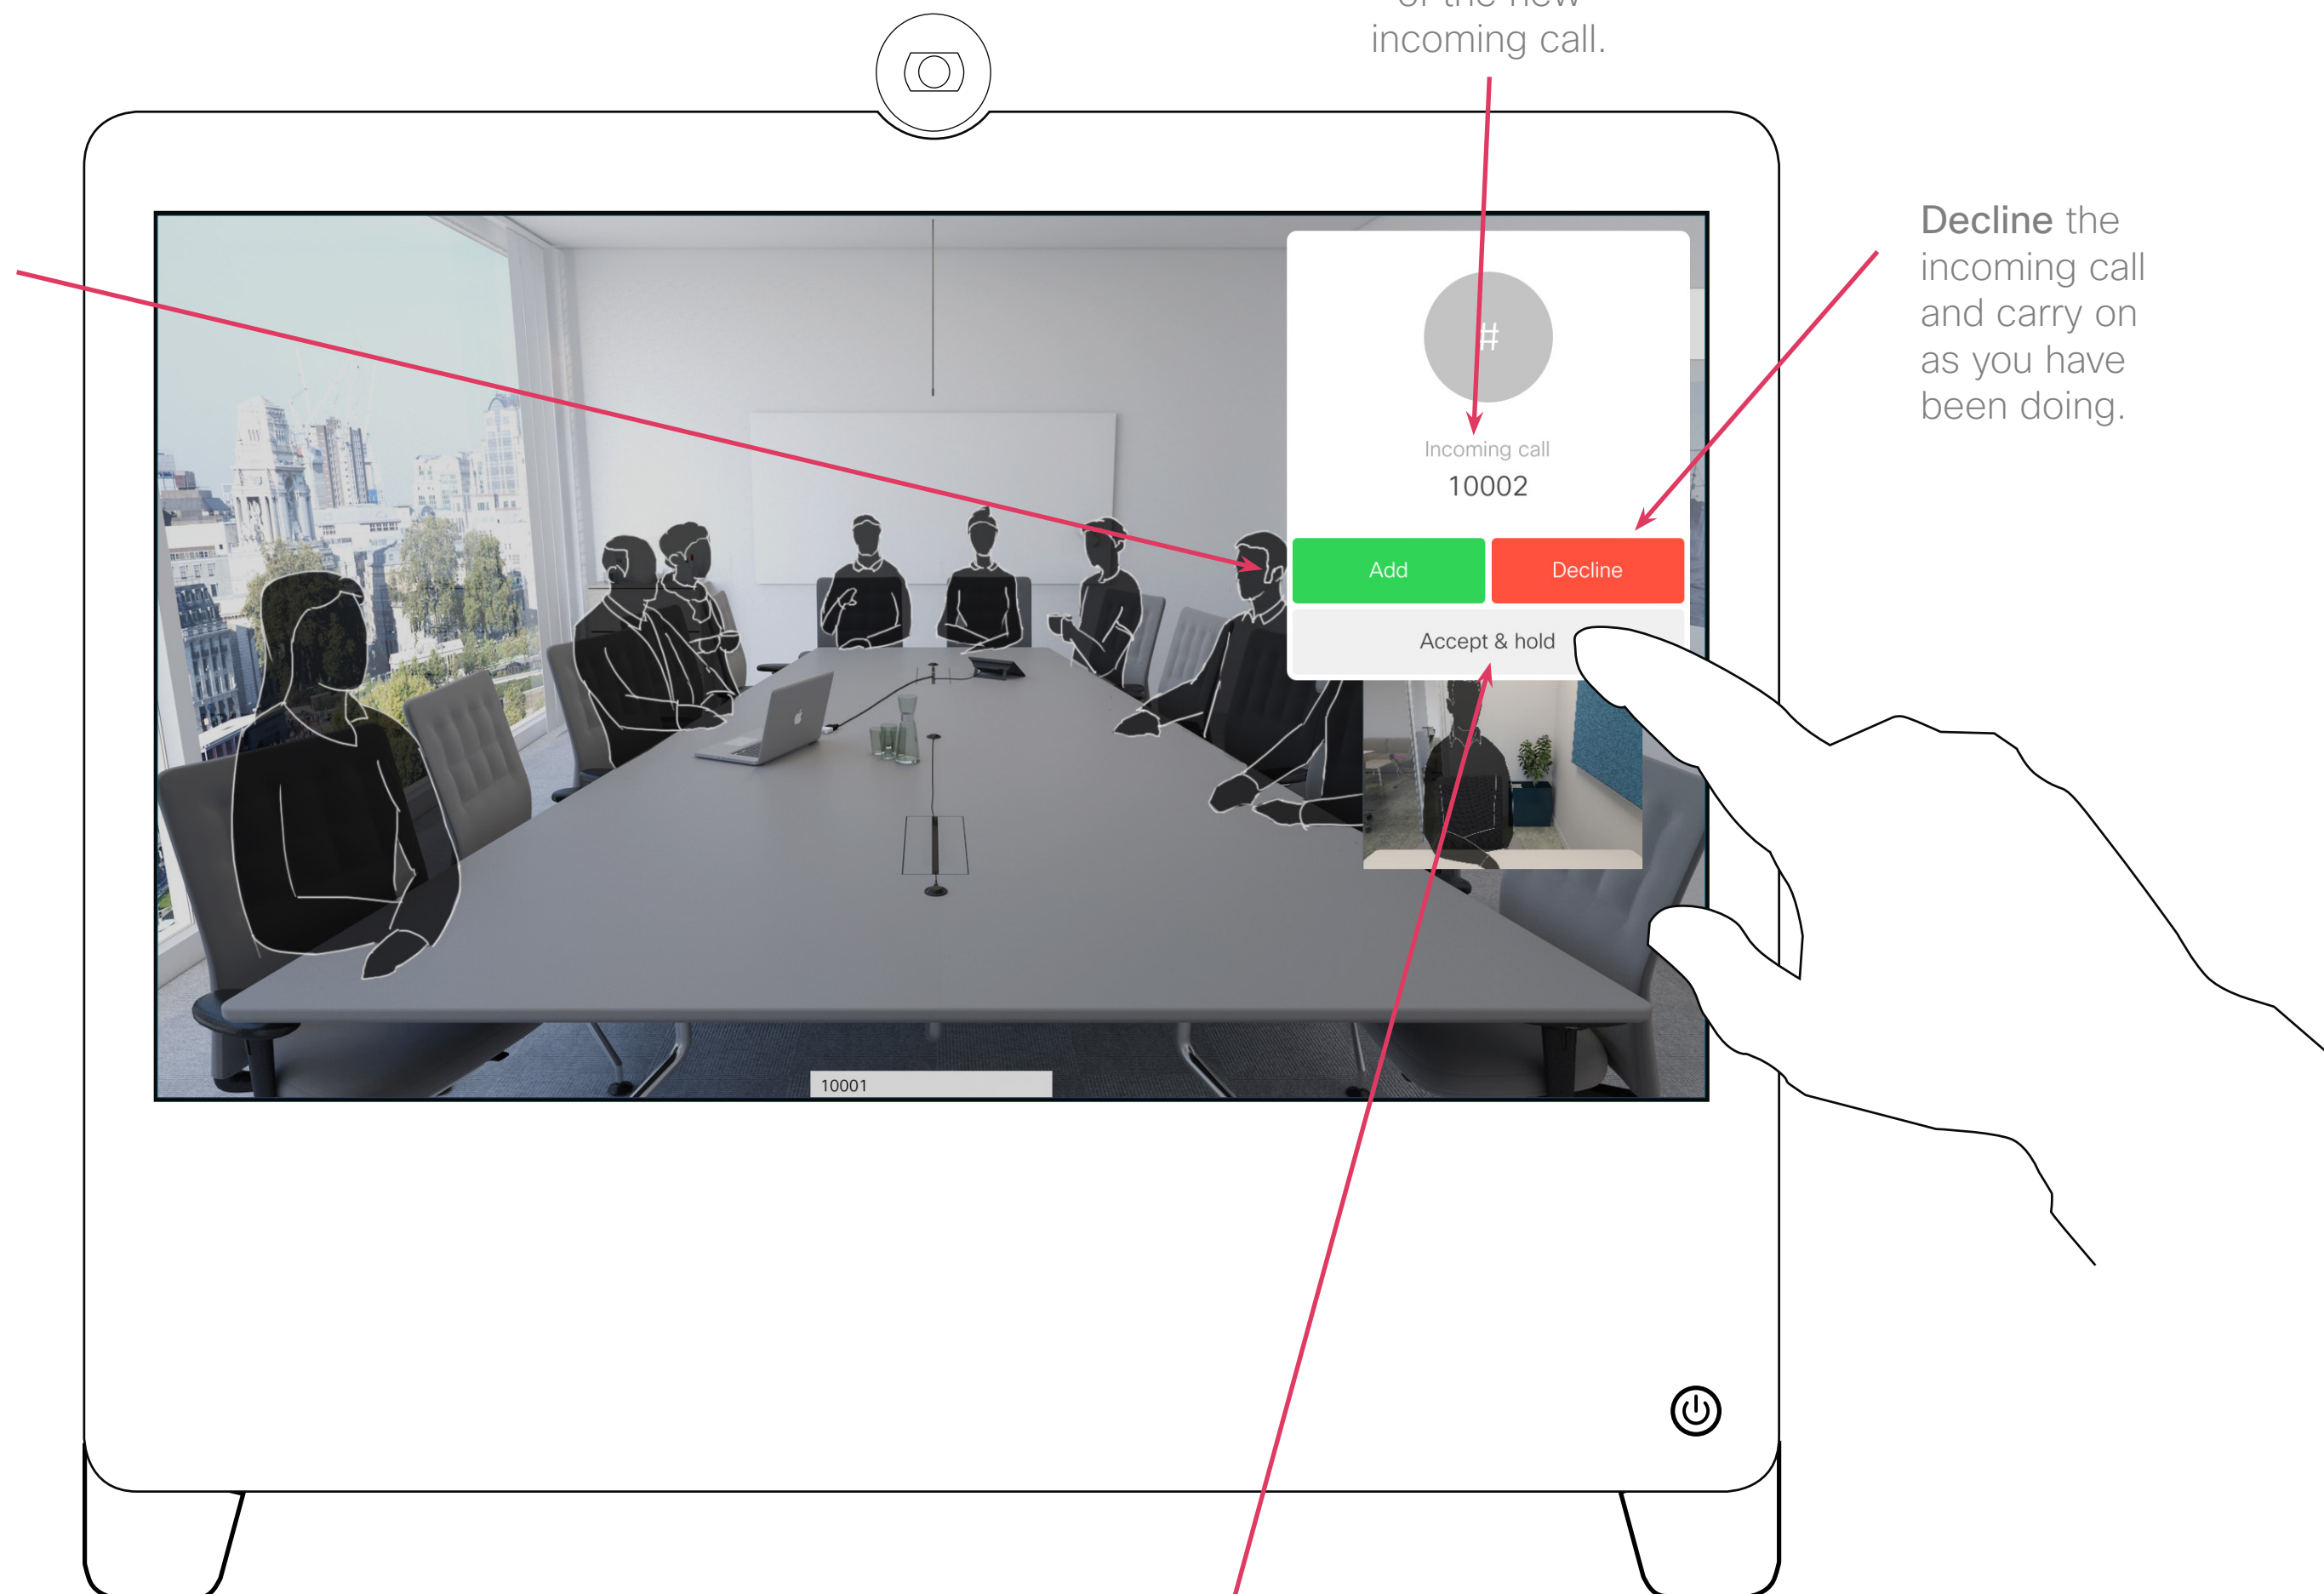 incoming call.
Decline the
incoming call
and carry on
as you have
been doing.
#
Incoming call
10002
Add Decline
Accept & hold
10001